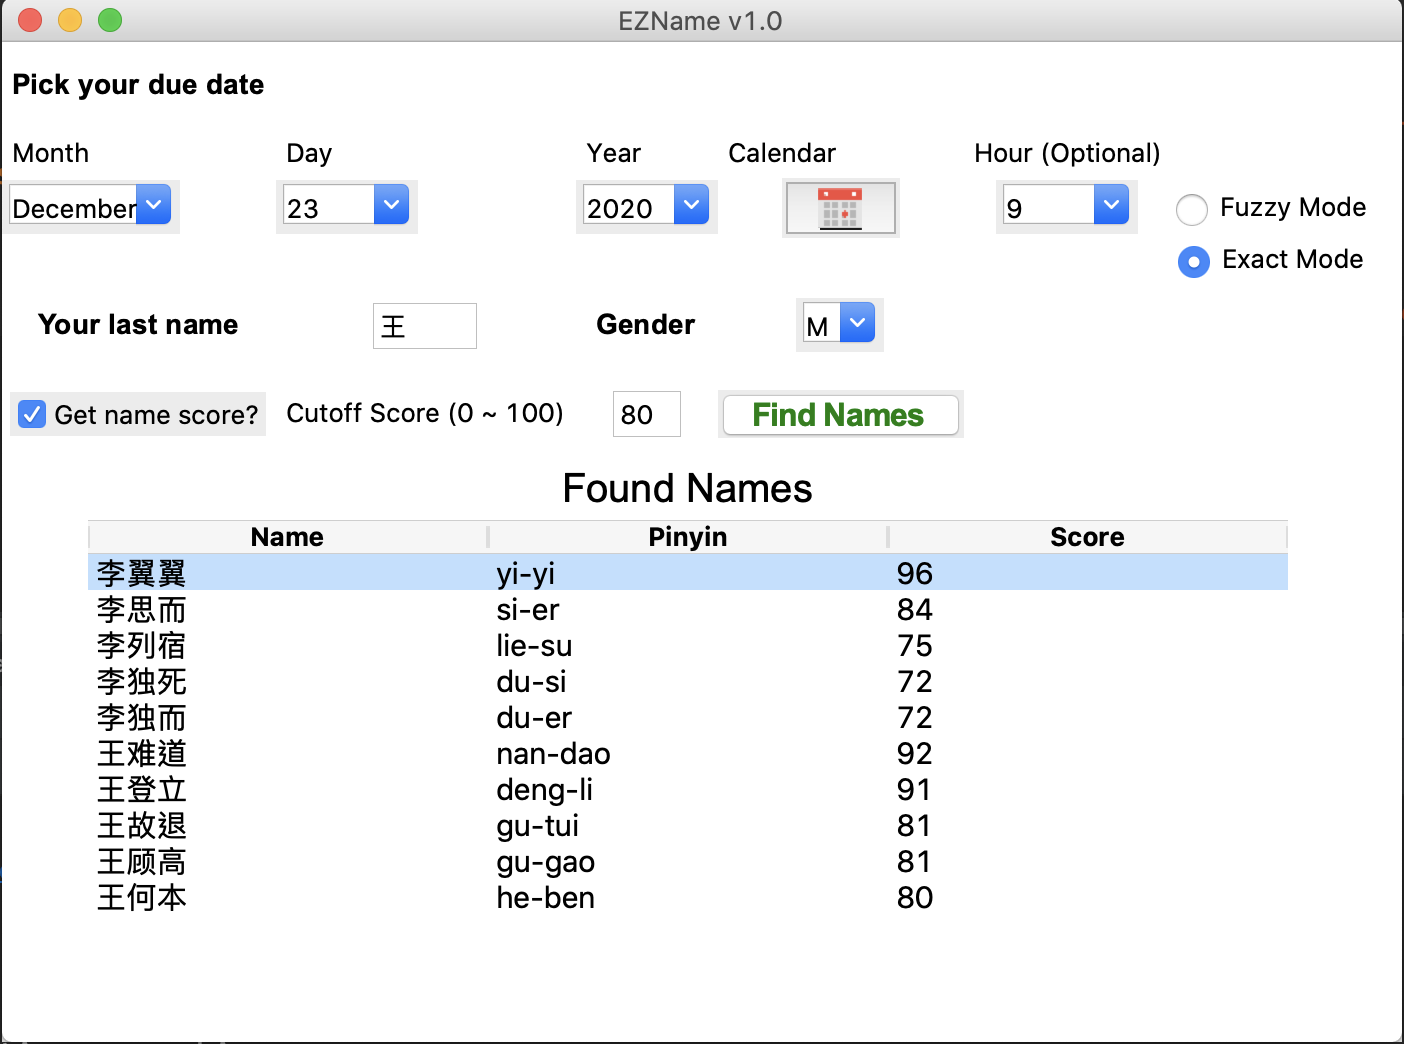 EZName v1.0
Pick your due date
Month Day Year Calendar Hour (Optional)
December 23 2020 9 Fuzzy Mode
Exact Mode
Your last name 王 Gender M
Get name score? Cutoff Score (0 ~ 100) 80 Find Names
Found Names
Name Pinyin Score
李翼翼 yi-yi 96
李思而 si-er 84
李列宿 lie-su 75
李独死 du-si 72
李独而 du-er 72
王难道 nan-dao 92
王登立 deng-li 91
王故退 gu-tui 81
王顾高 gu-gao 81
王何本 he-ben 80